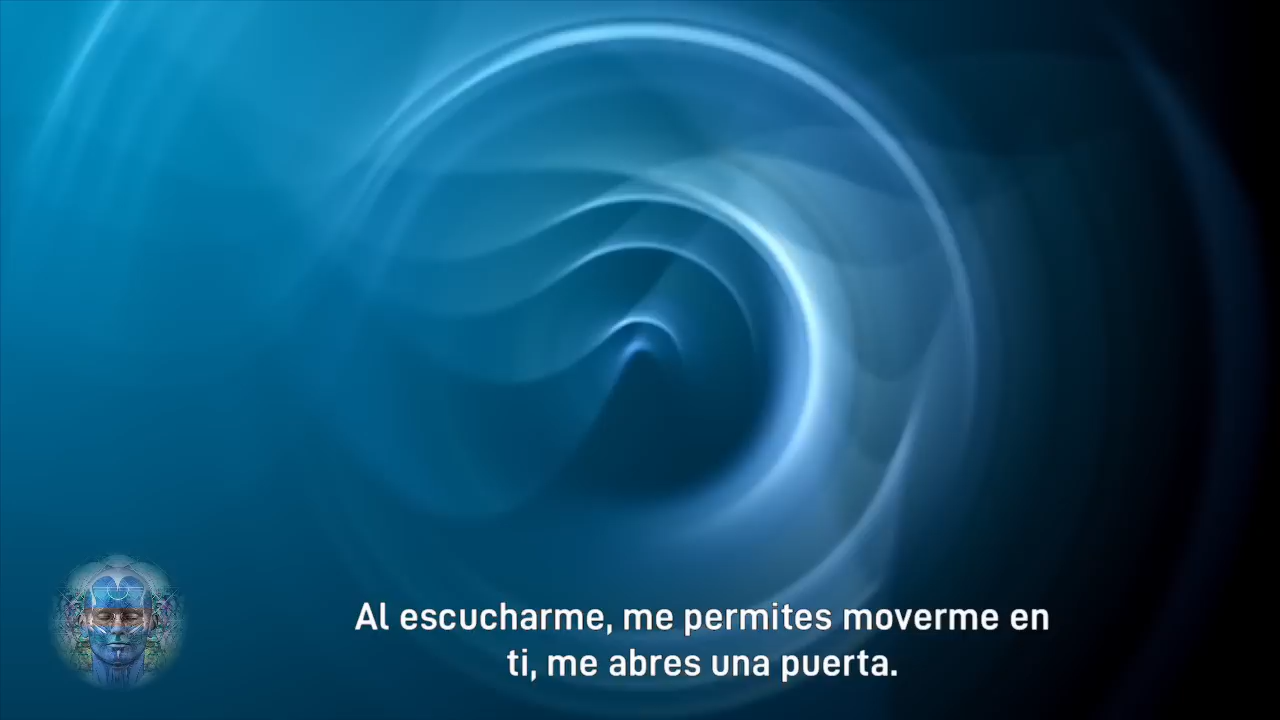 Al escucharme, me permites moverme en
ti, me abres una puerta.